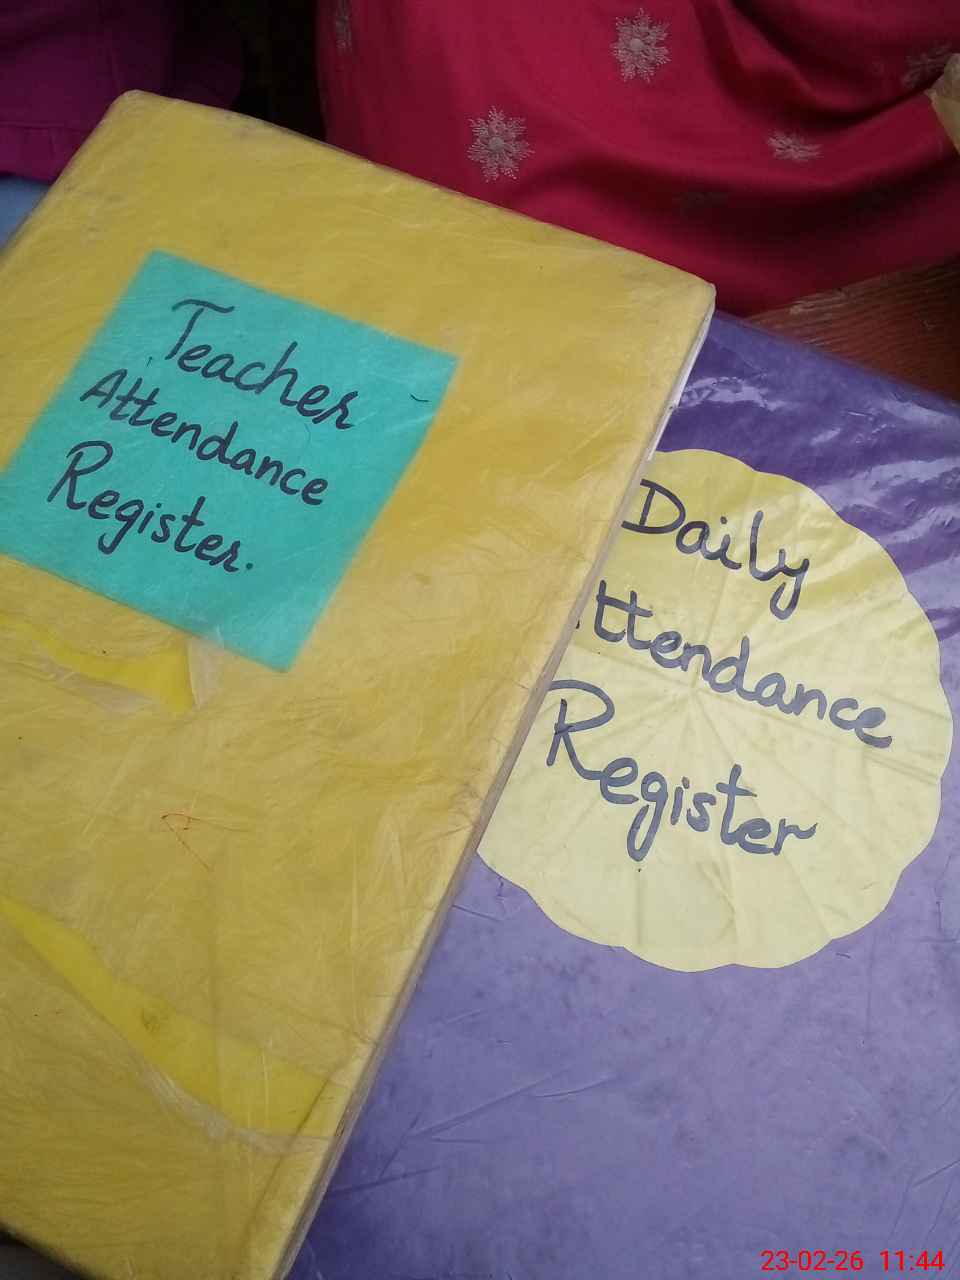 Teacher
Attendance
Register.
Daily
ttendance
Register
23-02-26 11:44